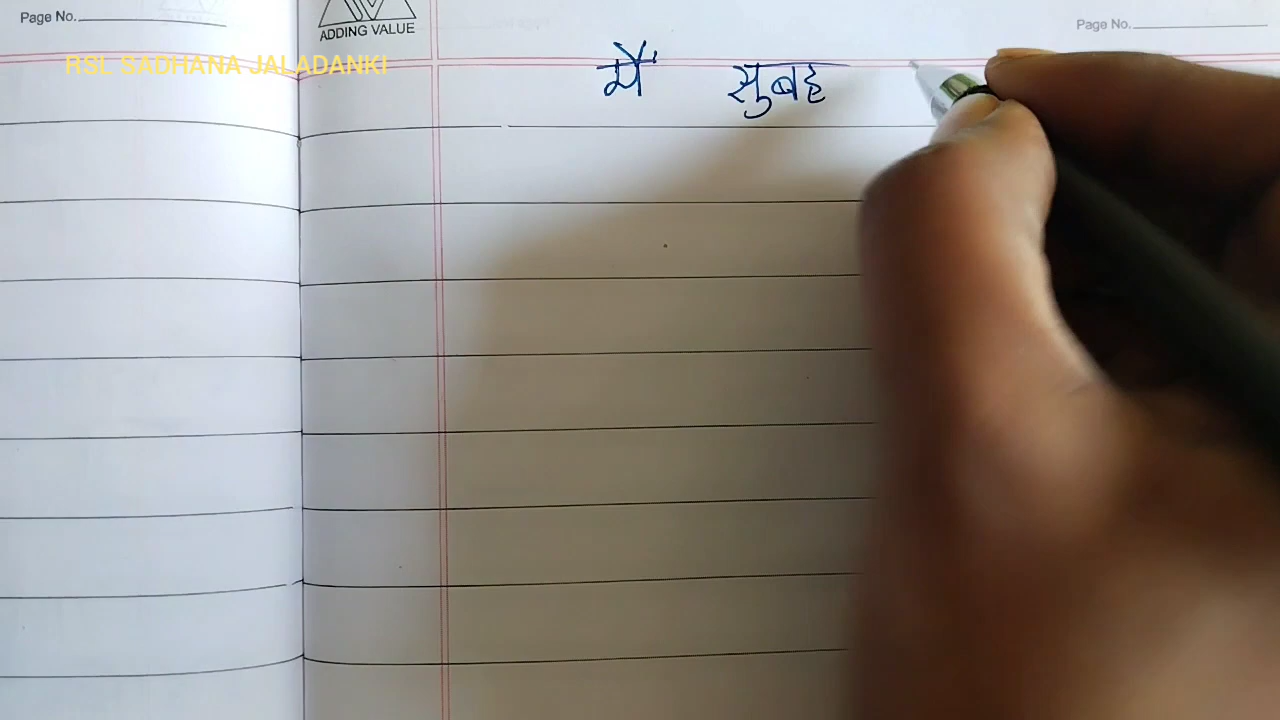 Page No.
ADDING VALUE
Page No.
RSL SADHANA JALADANKI
मैं सुबह